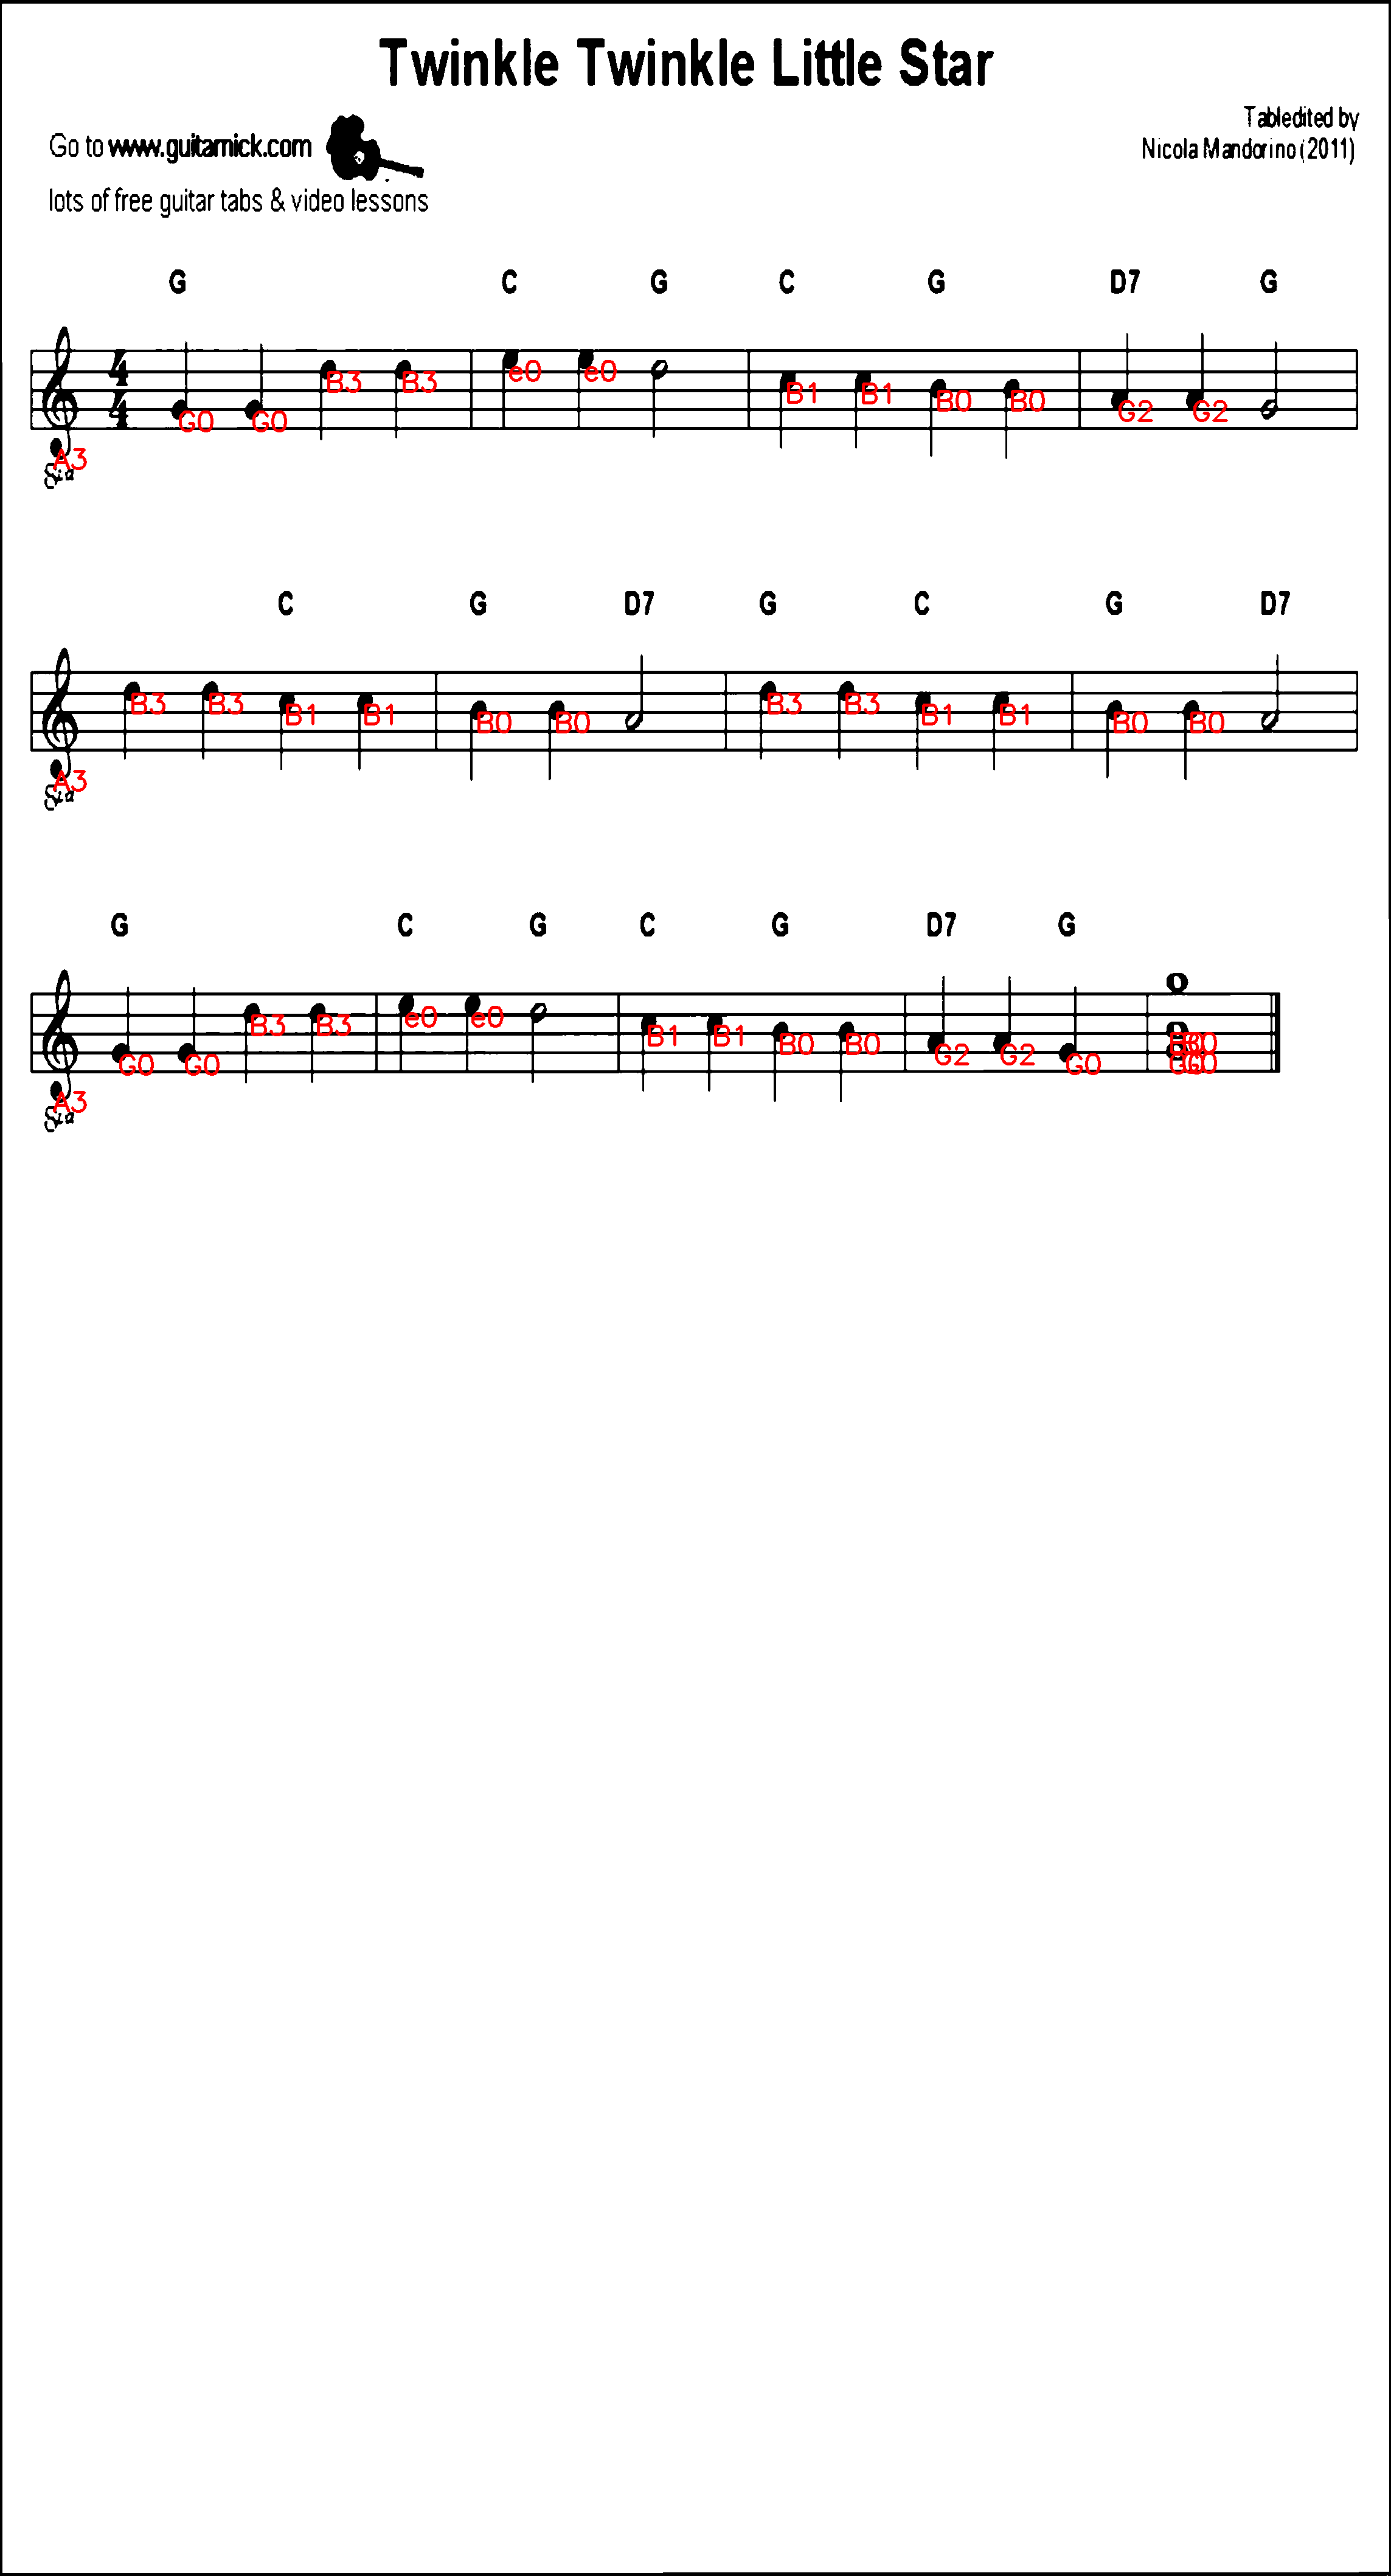 Twinkle Twinkle Little Star
Tabledited by
Go to www.guitarnick.com
Nicola Mandorino (2011)
lots of free guitar tabs & video lessons
G C G C G D7 G
4
4
G0 G0 B3 B3 e0 e0 B1 B1 B0 B0 G2 G2
A3
C G D7 G C G D7
B3 B3 B1 B1 B0 B0 B3 B3 B1 B1 B0 B0
A3
G C G C G D7 G
G0 G0 B3 B3 e0 e0 B1 B1 B0 B0 G2 G2 G0
A3